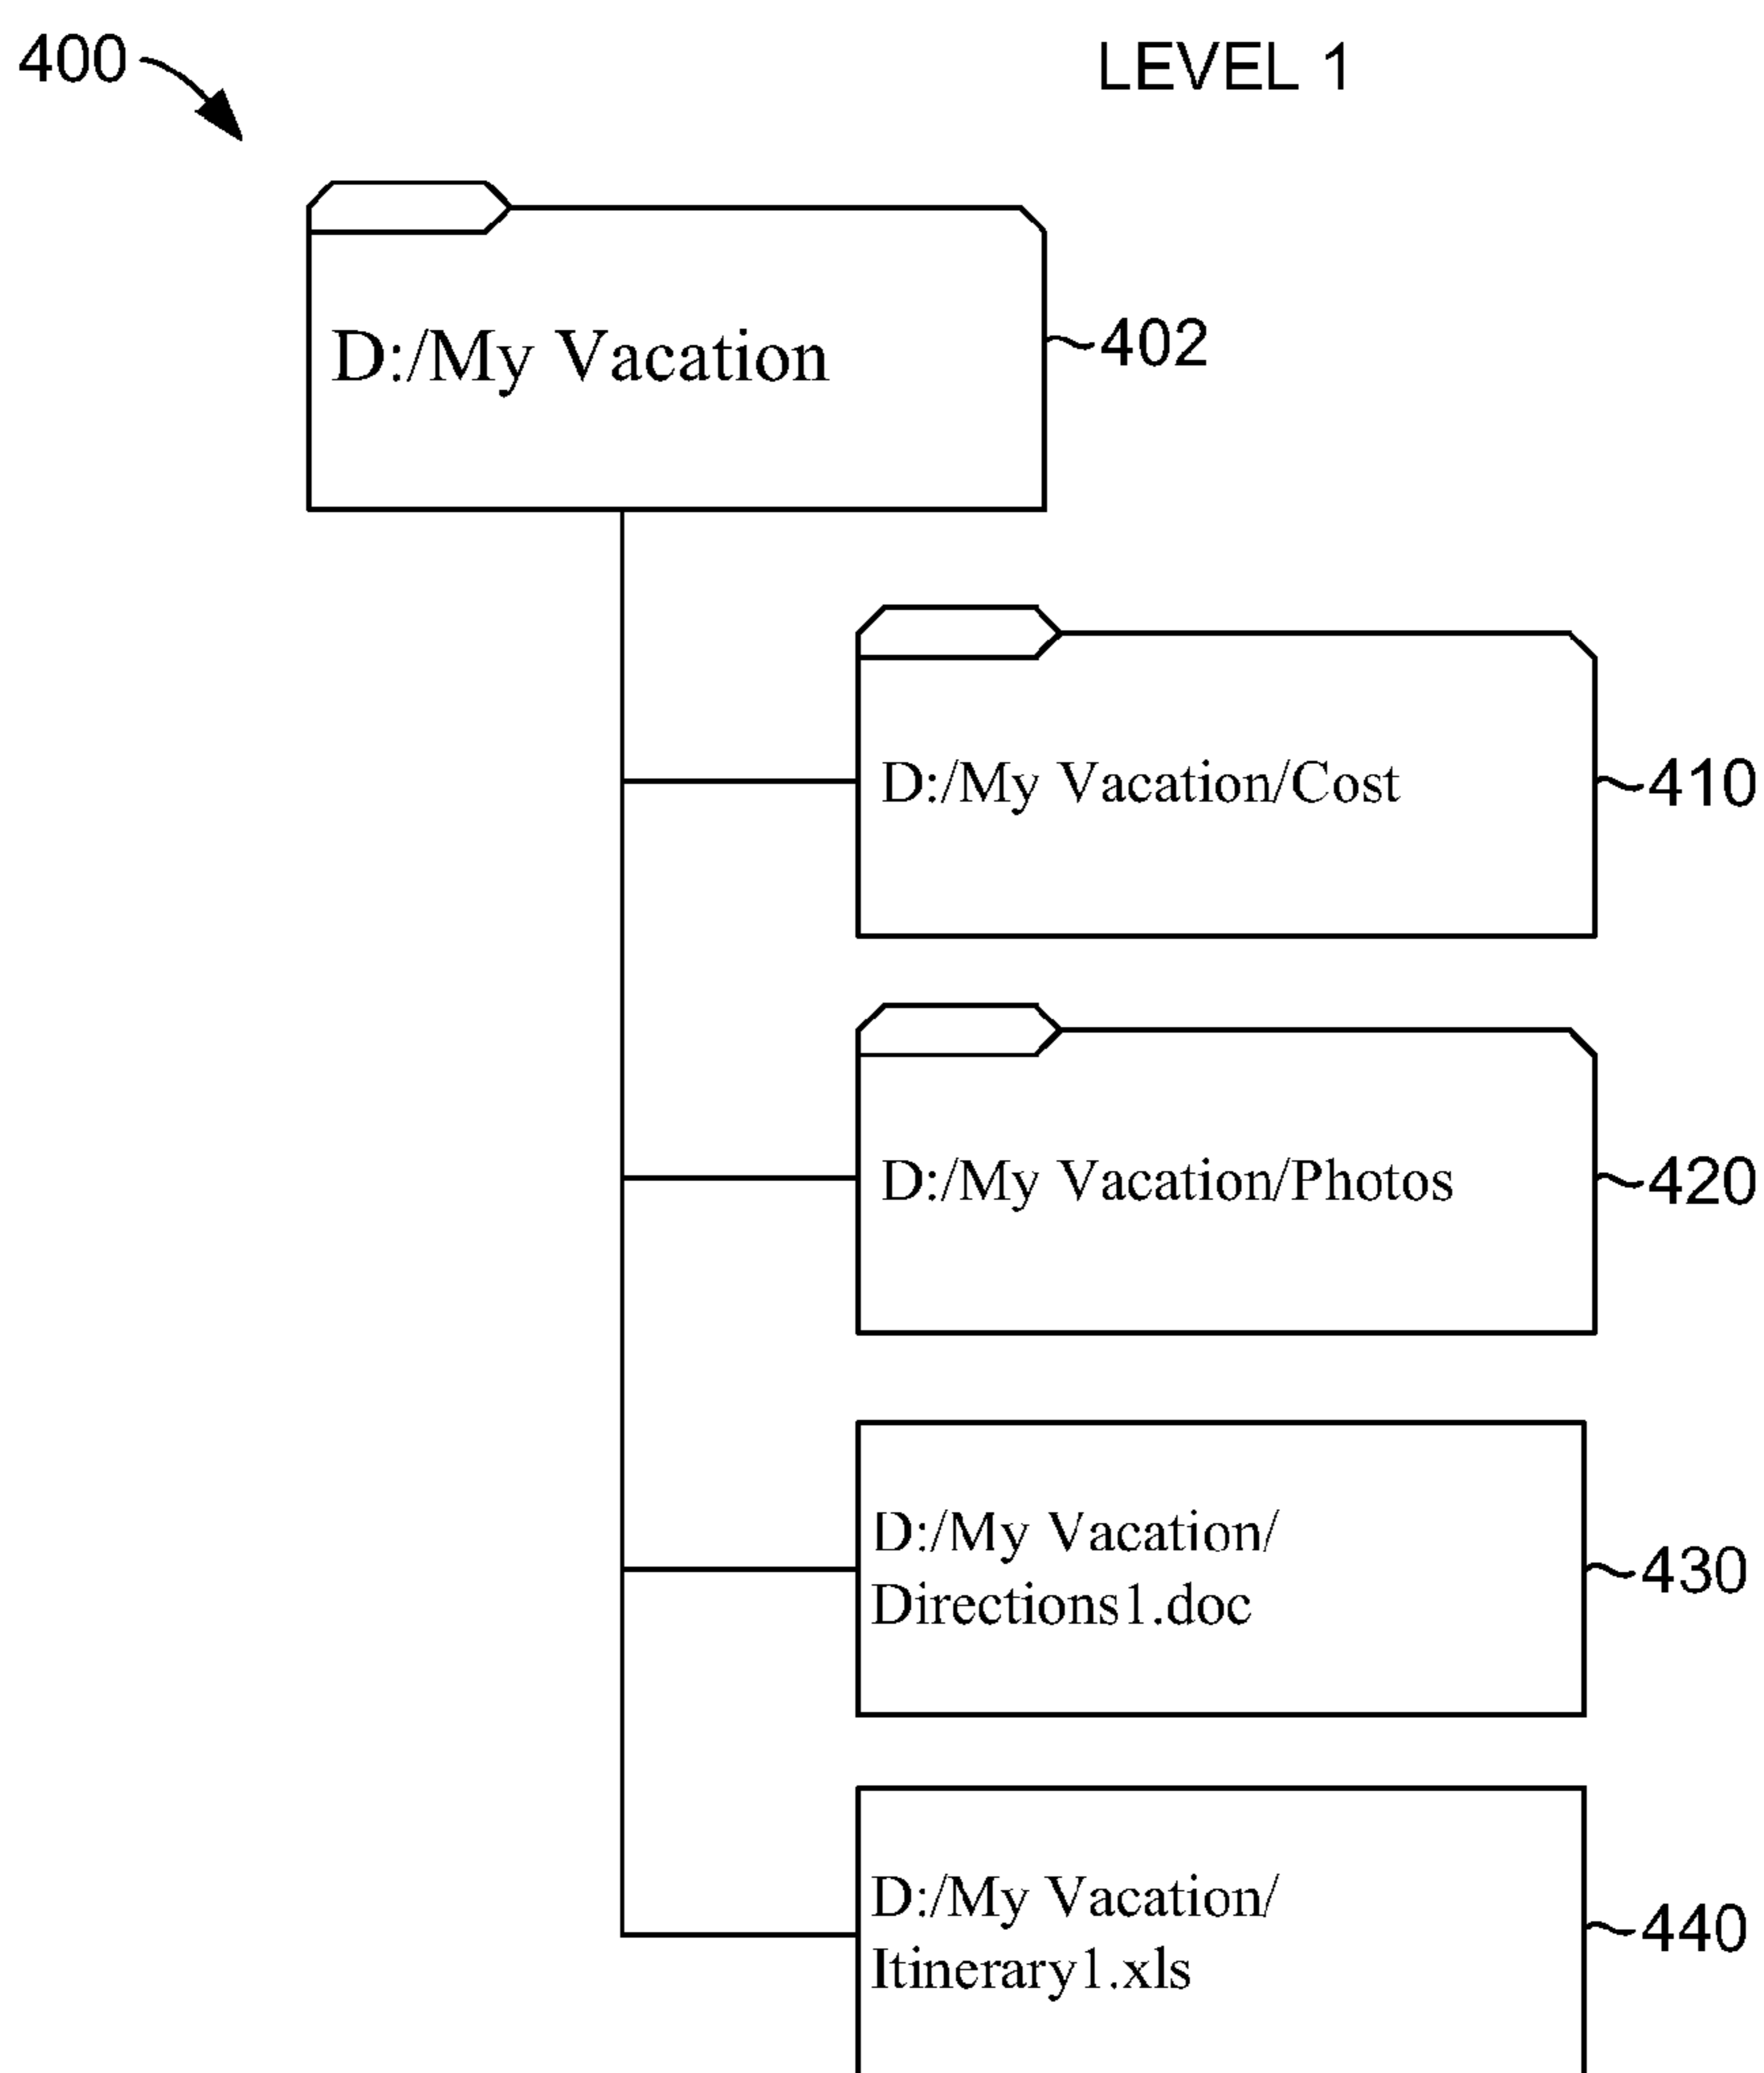 400
LEVEL 1
D:/My Vacation
402
D:/My Vacation/Cost
410
D:/My Vacation/Photos
420
D:/My Vacation/
Directions1.doc
430
D:/My Vacation/
Itinerary1.xls
440